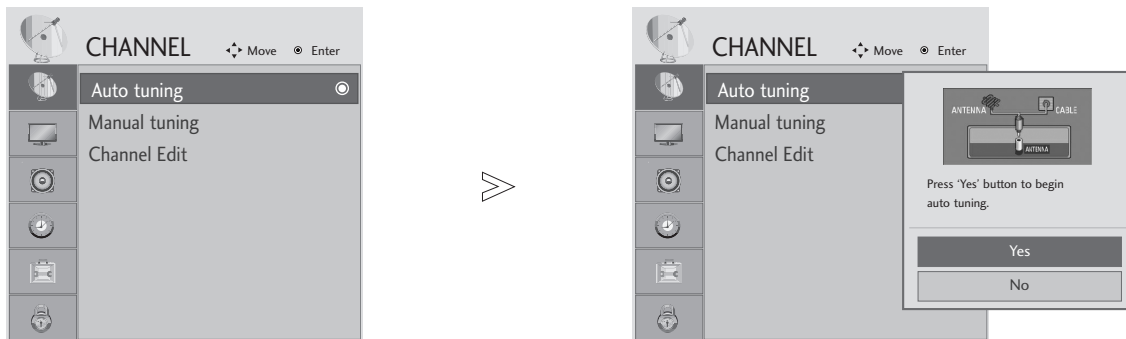 CHANNEL Move Enter
Auto tuning
Manual tuning
Channel Edit
CHANNEL Move Enter
Auto tuning
Manual tuning
Channel Edit
ANTENNA CABLE
ANTENNA
Press ‘Yes’ button to begin
auto tuning.
Yes
No